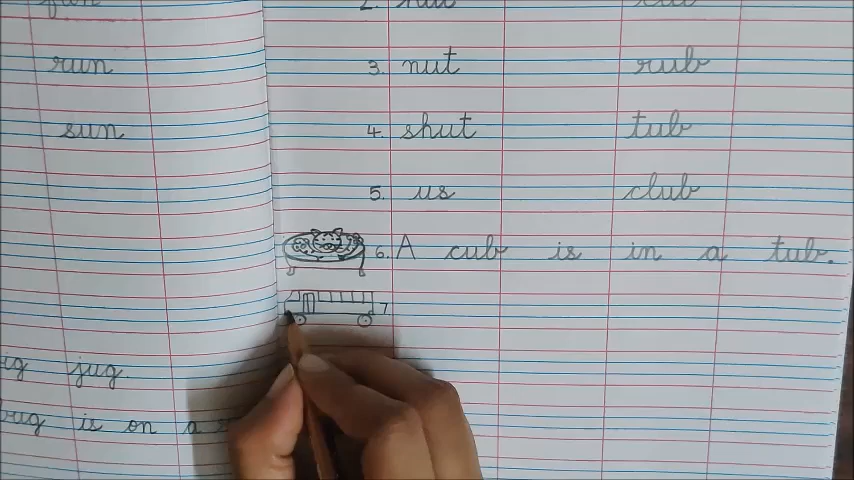 run
sun
jug.
is on a
3. nut rub
4. shut tub
5. us club
6. A cub is in a tub.
7